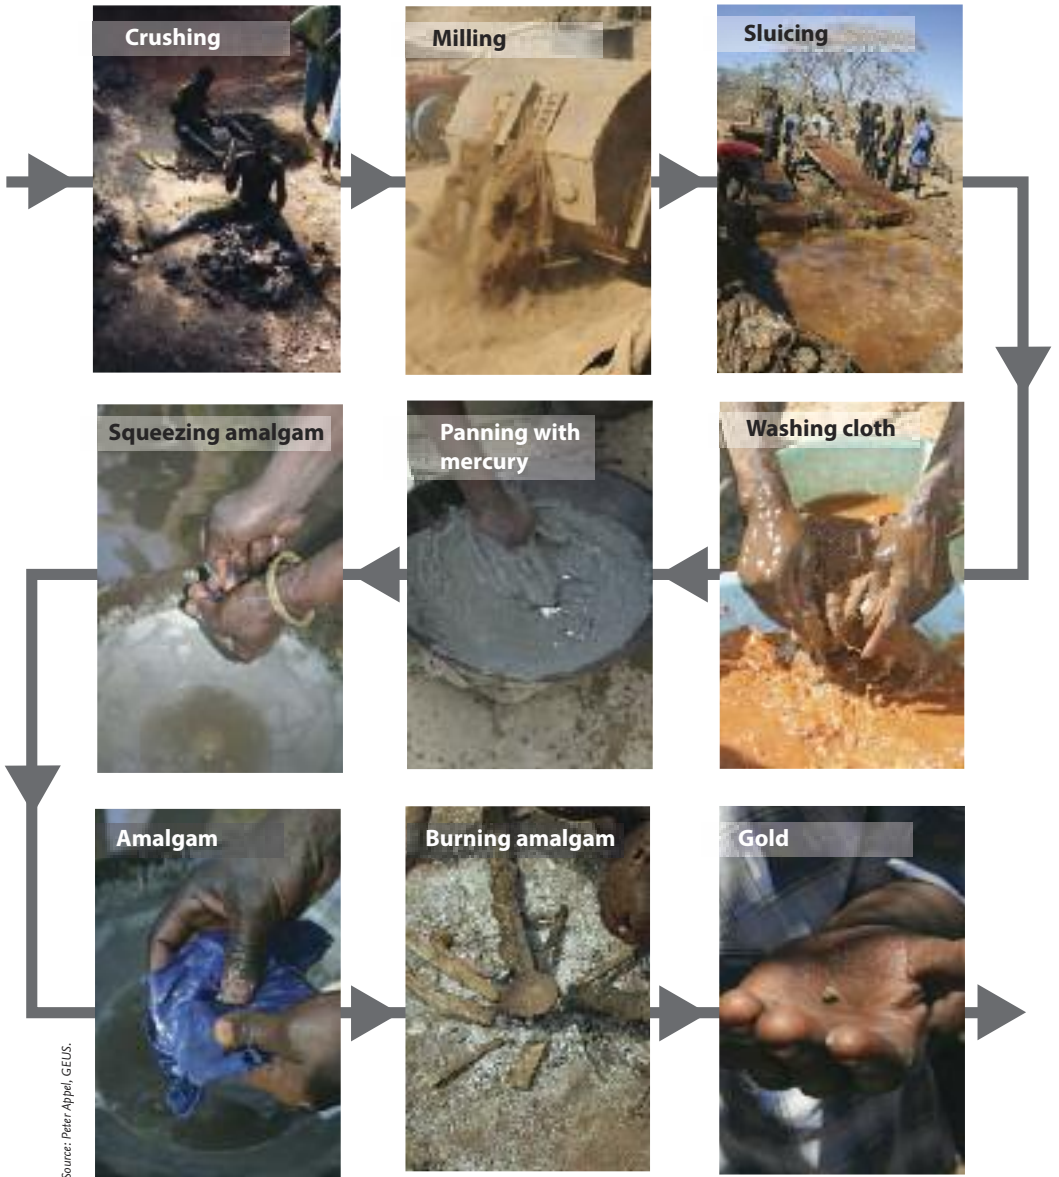 Crushing
Milling
Sluicing
Washing cloth
Panning with
mercury
Squeezing amalgam
Amalgam
Burning amalgam
Gold
Source: Peter Appel, GEUS.